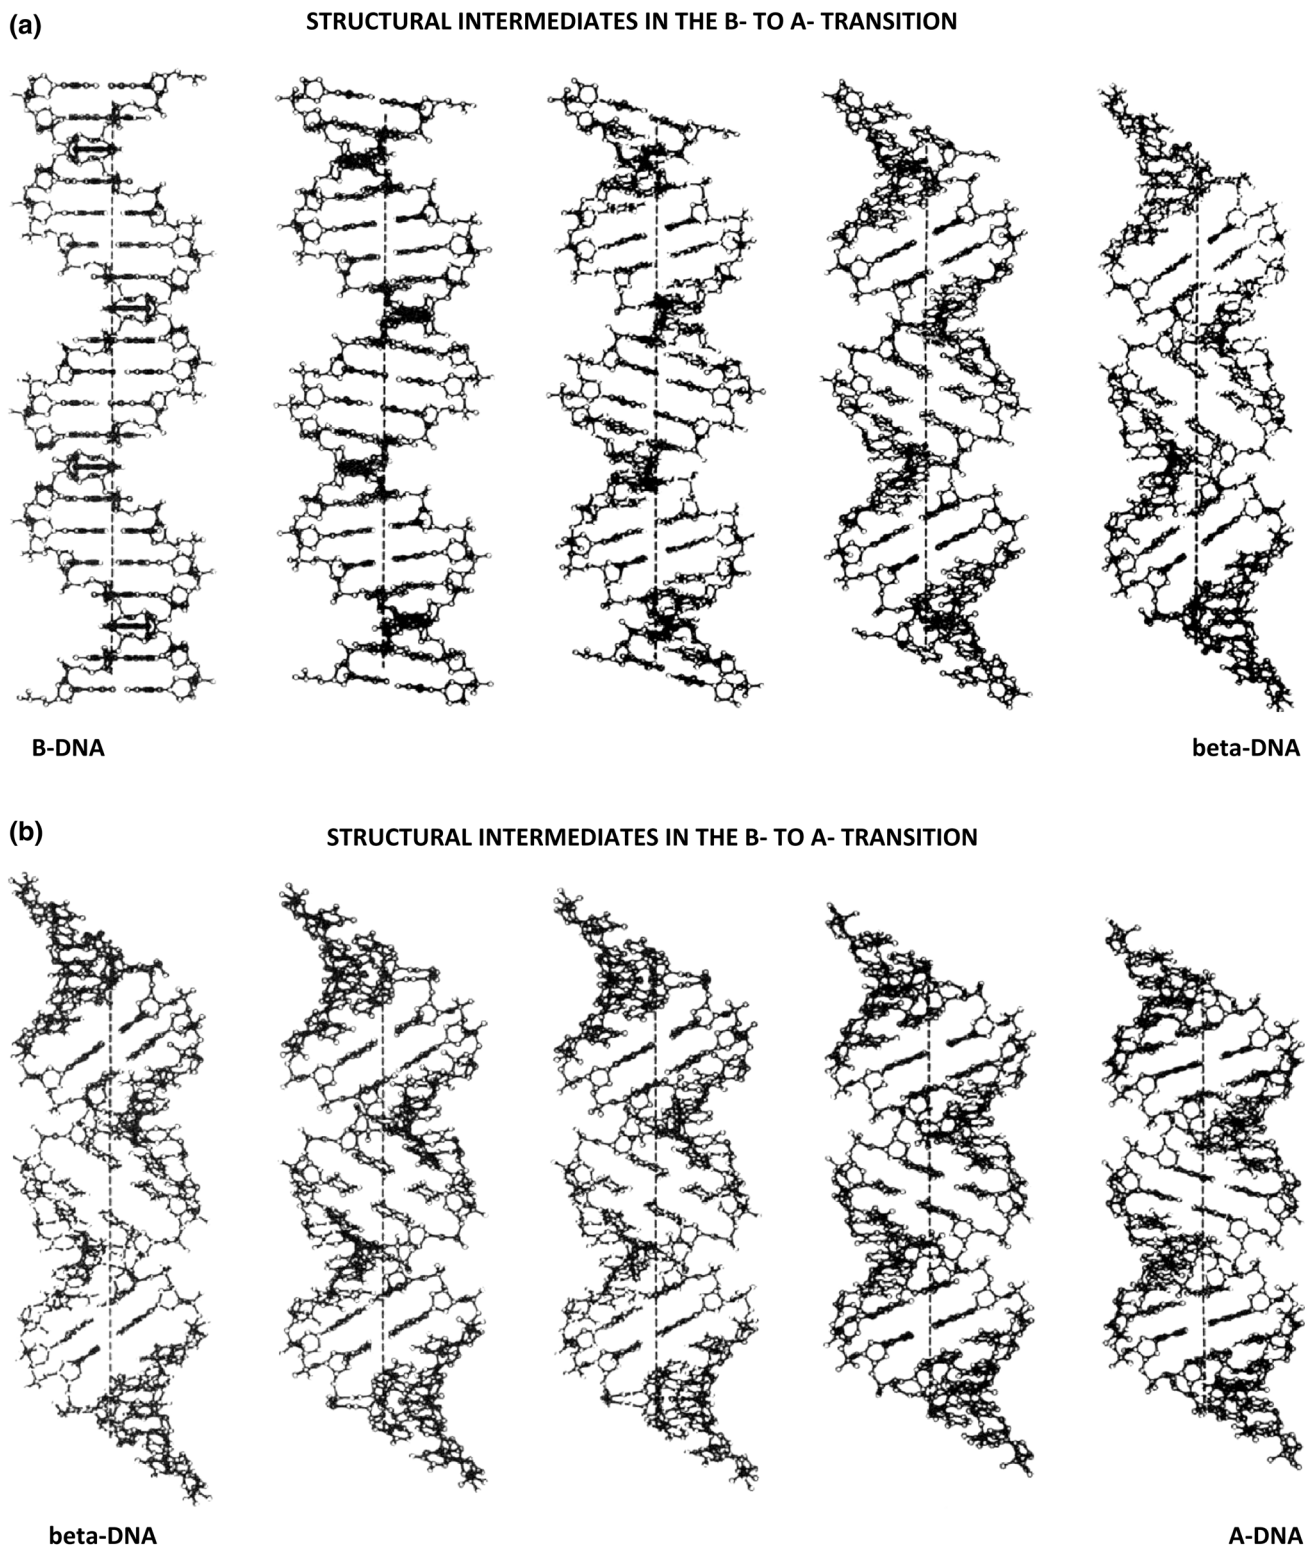 (a)
STRUCTURAL INTERMEDIATES IN THE B- TO A- TRANSITION
B-DNA
beta-DNA
(b)
STRUCTURAL INTERMEDIATES IN THE B- TO A- TRANSITION
beta-DNA
A-DNA